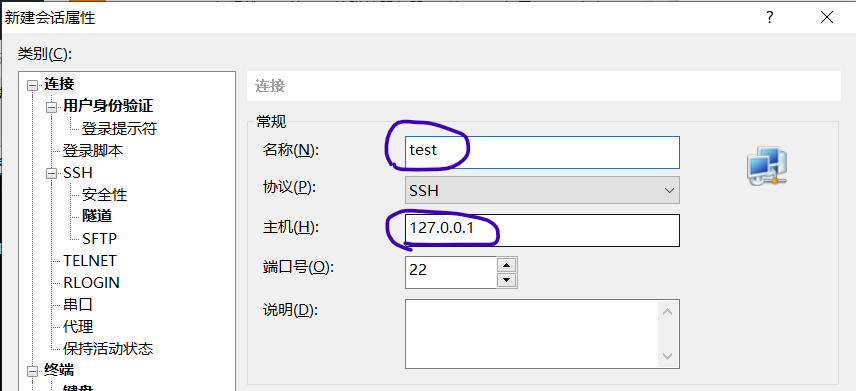 新建会话属性
类别(C):
连接
用户身份验证
登录提示符
登录脚本
SSH
安全性
隧道
SFTP
TELNET
RLOGIN
串口
代理
保持活动状态
终端
连接
常规
名称(N): test
协议(P): SSH
主机(H): 127.0.0.1
端口号(O): 22
说明(D):